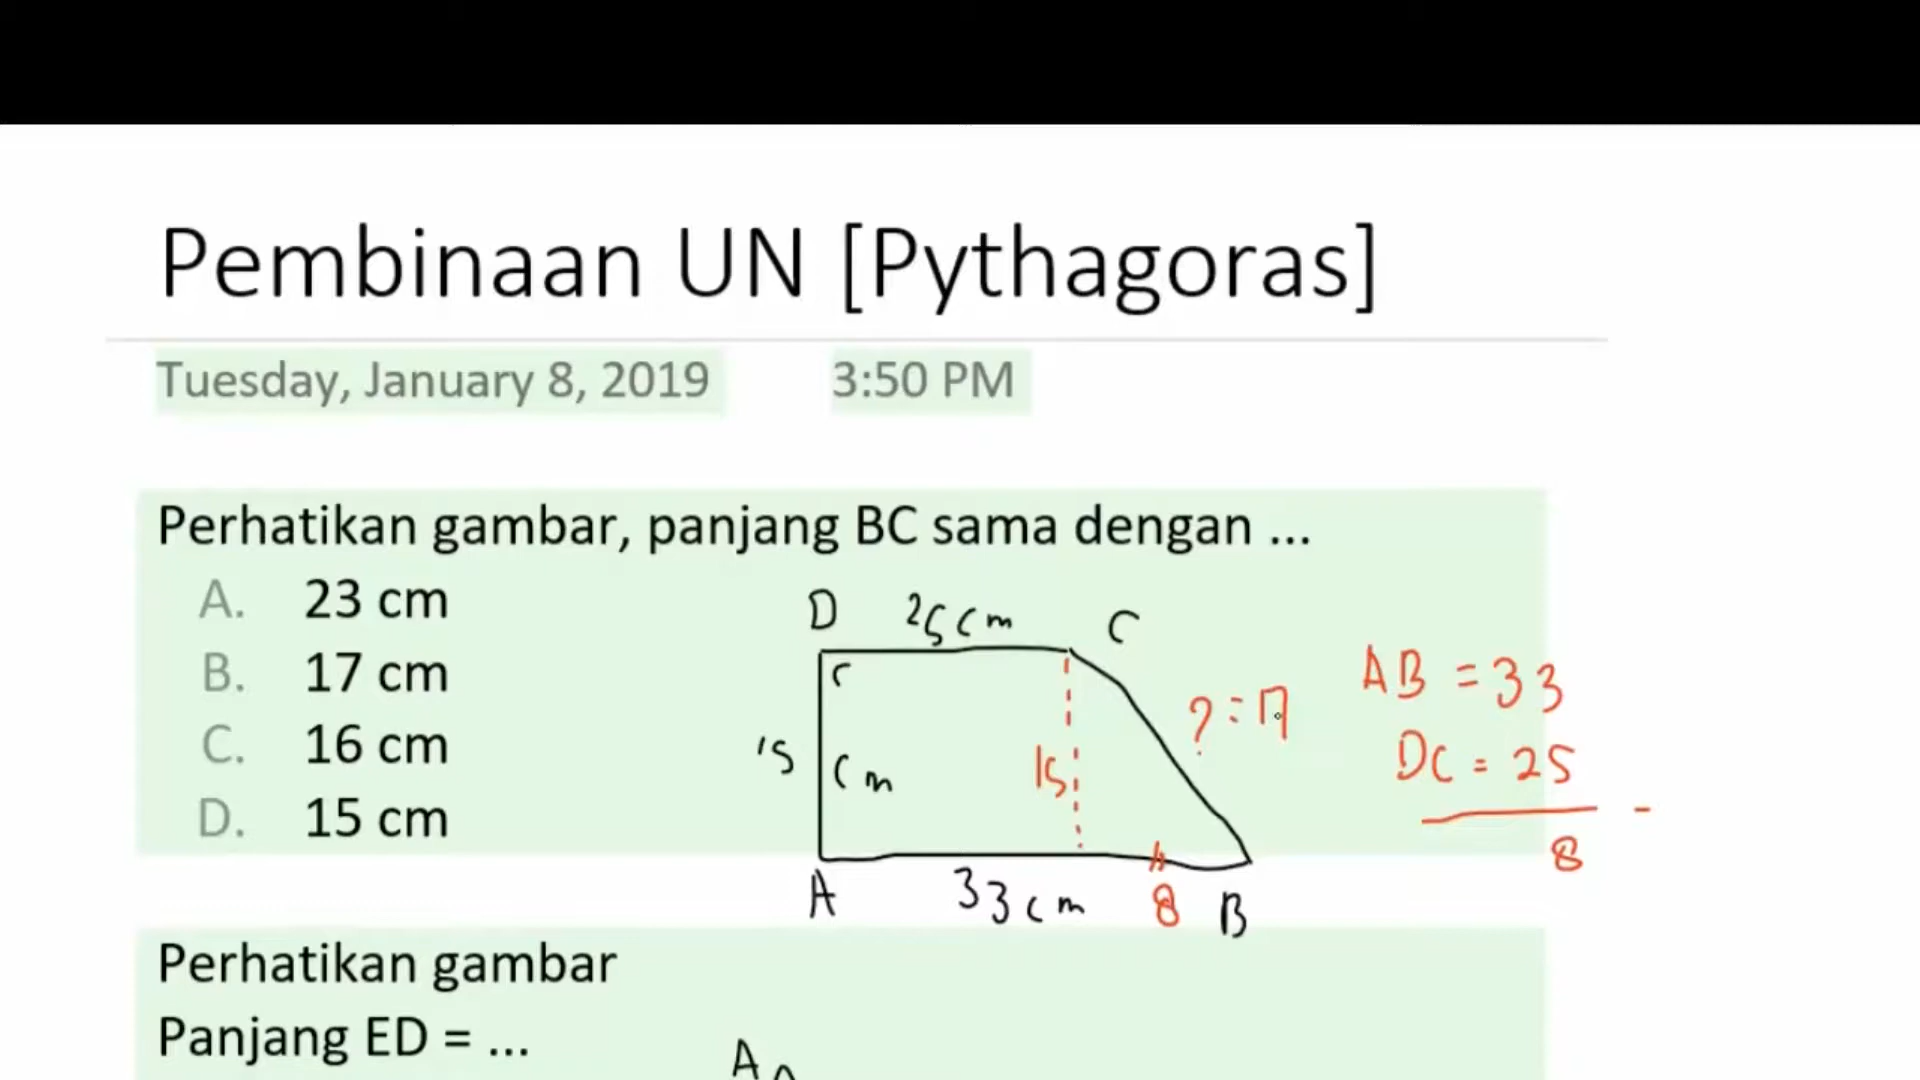 Pembinaan UN [Pythagoras]
Tuesday, January 8, 2019 3:50 PM
Perhatikan gambar, panjang BC sama dengan ...
A. 23 cm
B. 17 cm
C. 16 cm
D. 15 cm
D 25 cm C
15 cm
15
? = 17
A 33 cm 8 B
AB = 33
DC = 25
8
Perhatikan gambar
Panjang ED = ...
A